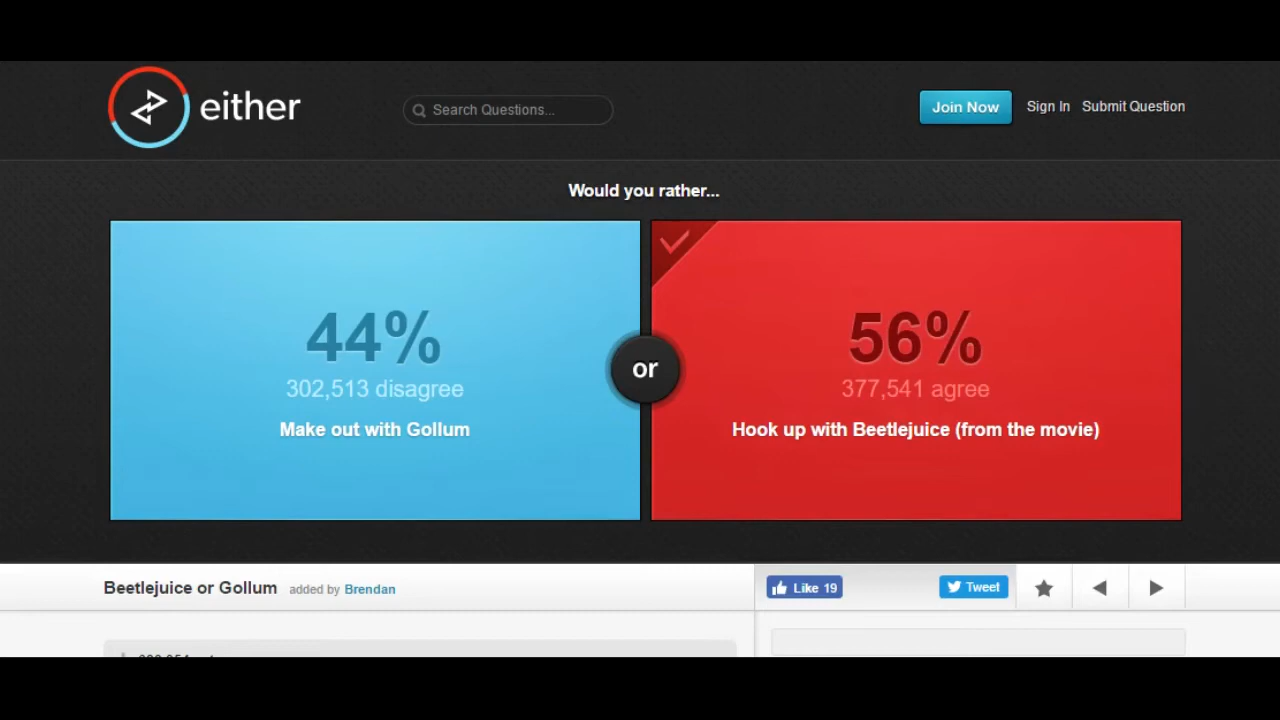 either
Search Questions...
Join Now Sign In Submit Question
Would you rather...
44%
302,513 disagree
Make out with Gollum
or
56%
377,541 agree
Hook up with Beetlejuice (from the movie)
Beetlejuice or Gollum added by Brendan
Like 19 Tweet